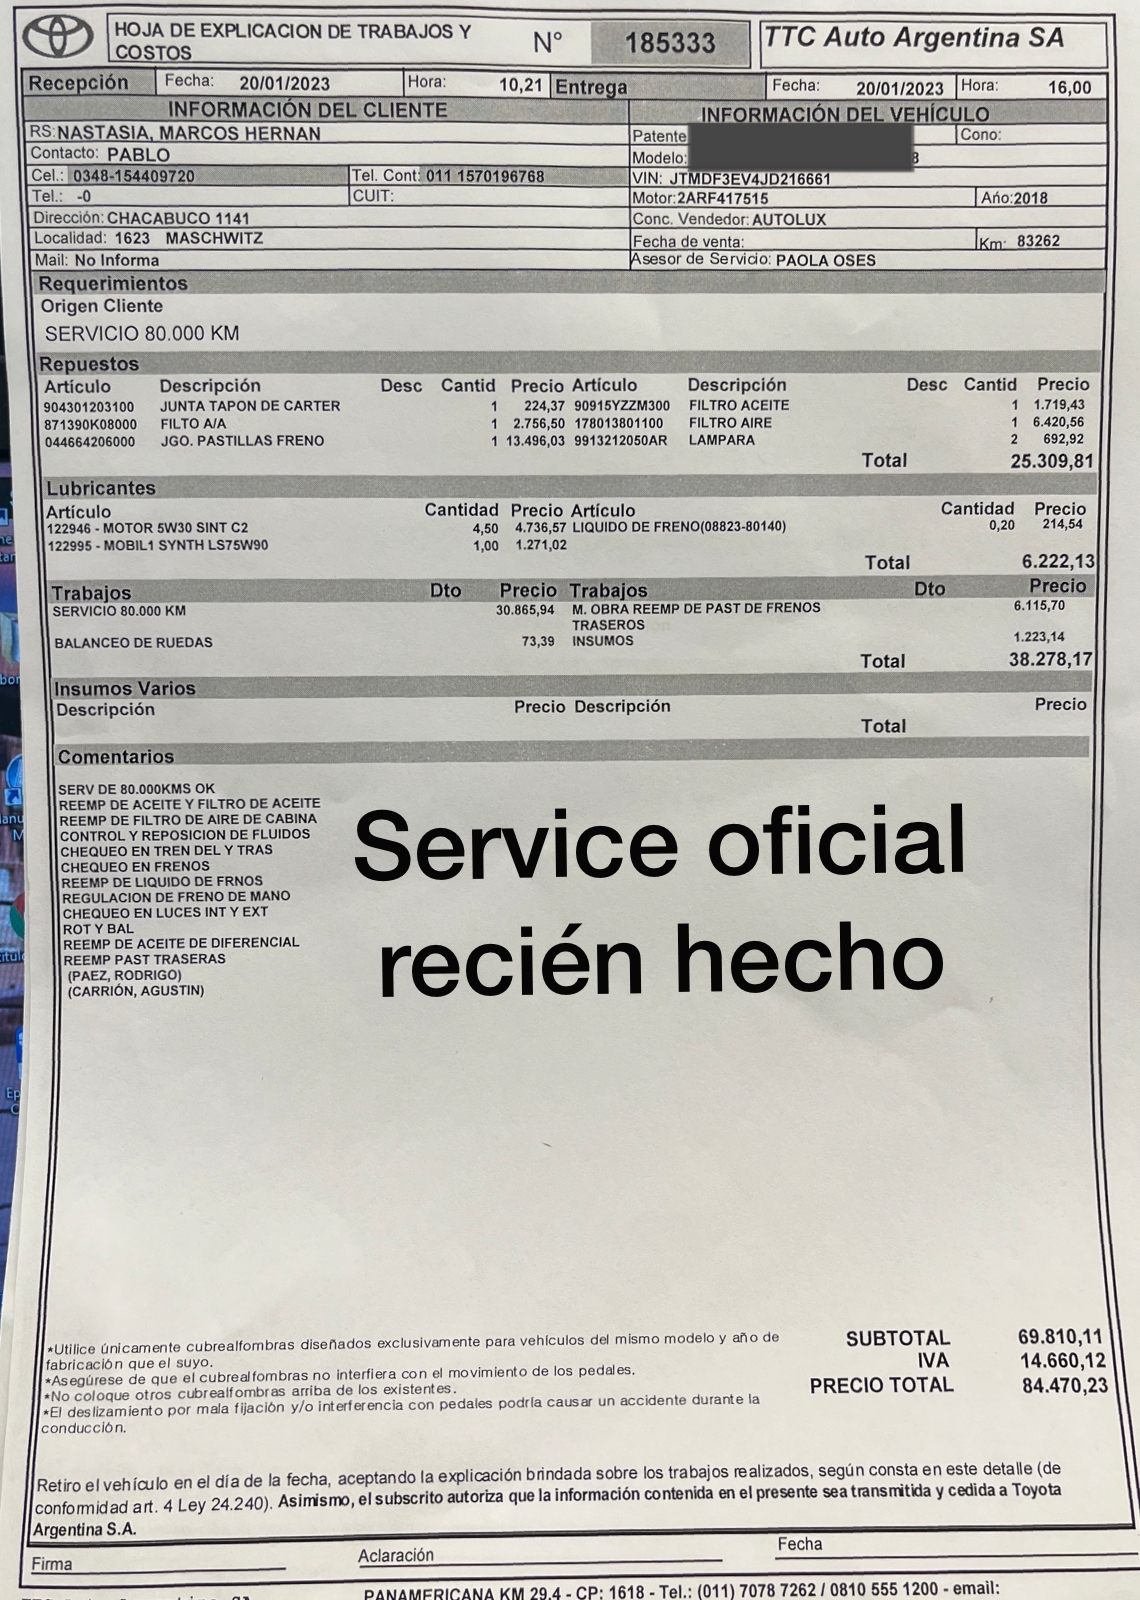 HOJA DE EXPLICACION DE TRABAJOS Y COSTOS N° 185333 TTC Auto Argentina SA
Recepción Fecha: 20/01/2023 Hora: 10,21 Entrega Fecha: 20/01/2023 Hora: 16,00
INFORMACIÓN DEL CLIENTE INFORMACIÓN DEL VEHÍCULO
RS: NASTASIA, MARCOS HERNAN Patente Cono:
Contacto: PABLO Modelo:
Cel.: 0348-154409720 Tel. Cont: 011 1570196768 VIN: JTMDF3EV4JD216661
Tel.: -0 CUIT: Motor: 2ARF417515 Año: 2018
Dirección: CHACABUCO 1141 Conc. Vendedor: AUTOLUX
Localidad: 1623 MASCHWITZ Fecha de venta: Km: 83262
Mail: No Informa Asesor de Servicio: PAOLA OSES
Requerimientos
Origen Cliente
SERVICIO 80.000 KM
Repuestos
Artículo Descripción Desc Cantid Precio Artículo Descripción Desc Cantid Precio
904301203100 JUNTA TAPON DE CARTER 1 224,37 90915YZZM300 FILTRO ACEITE 1 1.719,43
871390K08000 FILTO A/A 1 2.756,50 178013801100 FILTRO AIRE 1 6.420,56
044664206000 JGO. PASTILLAS FRENO 1 13.496,03 9913212050AR LAMPARA 2 692,92
Total 25.309,81
Lubricantes
Artículo Cantidad Precio Artículo Cantidad Precio
122946 - MOTOR 5W30 SINT C2 4,50 4.736,57 LIQUIDO DE FRENO(08823-80140) 0,20 214,54
122995 - MOBIL1 SYNTH LS75W90 1,00 1.271,02
Total 6.222,13
Trabajos Dto Precio Trabajos Dto Precio
SERVICIO 80.000 KM 30.865,94 M. OBRA REEMP DE PAST DE FRENOS 6.115,70
TRASEROS
BALANCEO DE RUEDAS 73,39 INSUMOS 1.223,14
Total 38.278,17
Insumos Varios
Descripción Precio Descripción Precio
Total
Comentarios
SERV DE 80.000KMS OK
REEMP DE ACEITE Y FILTRO DE ACEITE
REEMP DE FILTRO DE AIRE DE CABINA
CONTROL Y REPOSICION DE FLUIDOS
CHEQUEO EN TREN DEL Y TRAS
CHEQUEO EN FRENOS
REEMP DE LIQUIDO DE FRNOS
REGULACION DE FRENO DE MANO
CHEQUEO EN LUCES INT Y EXT
ROT Y BAL
REEMP DE ACEITE DE DIFERENCIAL
REEMP PAST TRASERAS
(PAEZ, RODRIGO)
(CARRIÓN, AGUSTIN)
Service oficial
recién hecho
*Utilice únicamente cubrealfombras diseñados exclusivamente para vehículos del mismo modelo y año de
fabricación que el suyo.
*Asegúrese de que el cubrealfombras no interfiera con el movimiento de los pedales.
*No coloque otros cubrealfombras arriba de los existentes.
*El deslizamiento por mala fijación y/o interferencia con pedales podría causar un accidente durante la
conducción.
SUBTOTAL 69.810,11
IVA 14.660,12
PRECIO TOTAL 84.470,23
Retiro el vehículo en el día de la fecha, aceptando la explicación brindada sobre los trabajos realizados, según consta en este detalle (de
conformidad art. 4 Ley 24.240). Asimismo, el subscrito autoriza que la información contenida en el presente sea transmitida y cedida a Toyota
Argentina S.A.
Firma Aclaración Fecha
PANAMERICANA KM 29.4 - CP: 1618 - Tel.: (011) 7078 7262 / 0810 555 1200 - email: